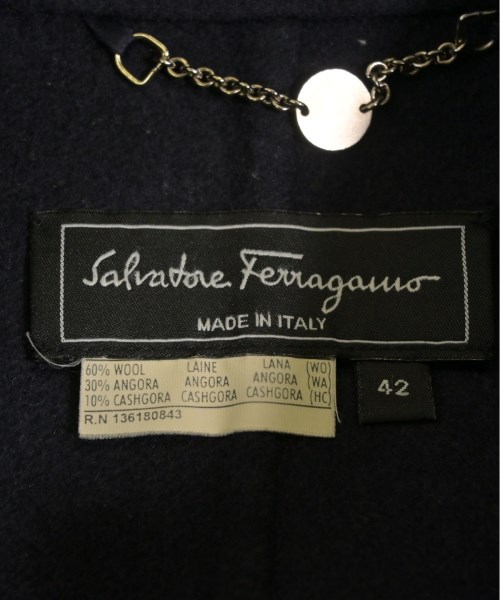 Salvatore Ferragamo
MADE IN ITALY
60% WOOL LAINE LANA (WO)
30% ANGORA ANGORA ANGORA (WA)
10% CASHGORA CASHGORA CASHGORA (HC)
R.N 136180843
42